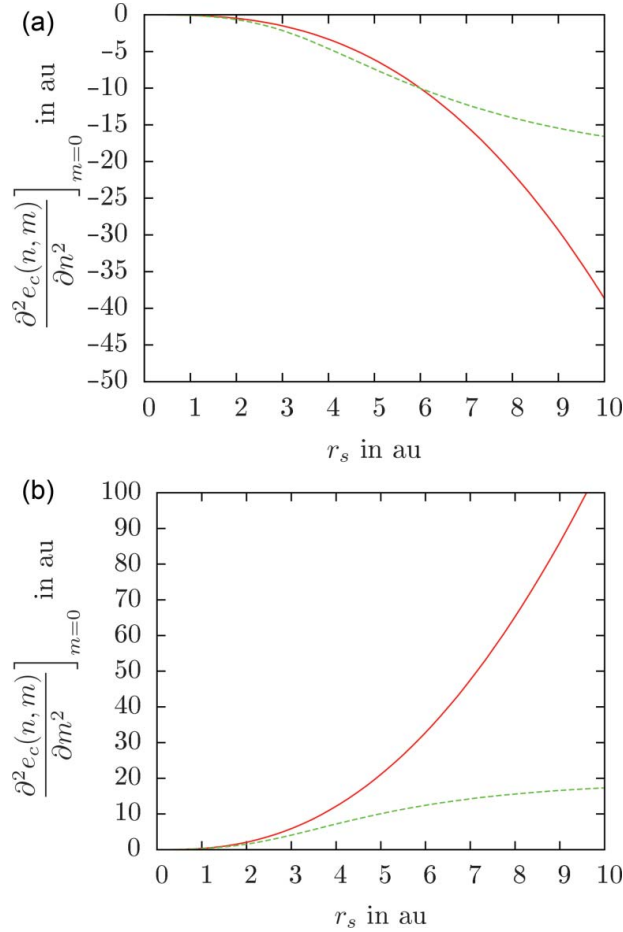 (a)
0
–5
–10
–15
–20
–25
–30
–35
–40
–45
–50
∂²e_c(n, m)/∂n² ]_{m=0} in au
0 1 2 3 4 5 6 7 8 9 10
r_s in au
(b)
100
90
80
70
60
50
40
30
20
10
0
∂²e_c(n, m)/∂m² ]_{m=0} in au
0 1 2 3 4 5 6 7 8 9 10
r_s in au